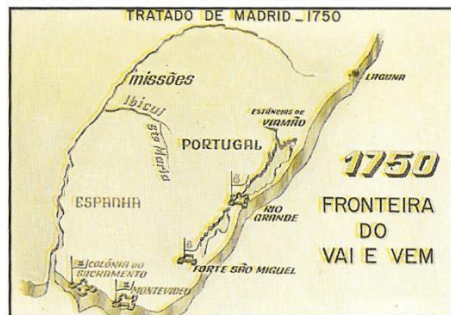 TRATADO DE MADRID_1750
missões
Ibicuí
Sta Maria
LAGUNA
ESTÂNCIAS DE
VIAMÃO
PORTUGAL
1750
ESPANHA
RIO
GRANDE
FRONTEIRA
DO
VAI E VEM
COLÔNIA DO
SACRAMENTO
MONTEVIDEU
FORTE SÃO MIGUEL